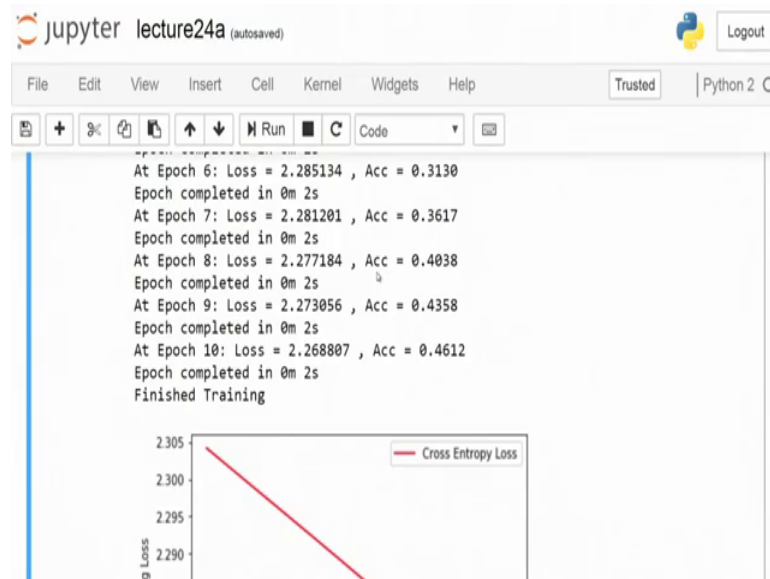 jupyter lecture24a (autosaved)
Logout
File Edit View Insert Cell Kernel Widgets Help Trusted Python 2
Run Code
At Epoch 6: Loss = 2.285134 , Acc = 0.3130
Epoch completed in 0m 2s
At Epoch 7: Loss = 2.281201 , Acc = 0.3617
Epoch completed in 0m 2s
At Epoch 8: Loss = 2.277184 , Acc = 0.4038
Epoch completed in 0m 2s
At Epoch 9: Loss = 2.273056 , Acc = 0.4358
Epoch completed in 0m 2s
At Epoch 10: Loss = 2.268807 , Acc = 0.4612
Epoch completed in 0m 2s
Finished Training
2.305
Cross Entropy Loss
2.300
2.295
2.290
Loss